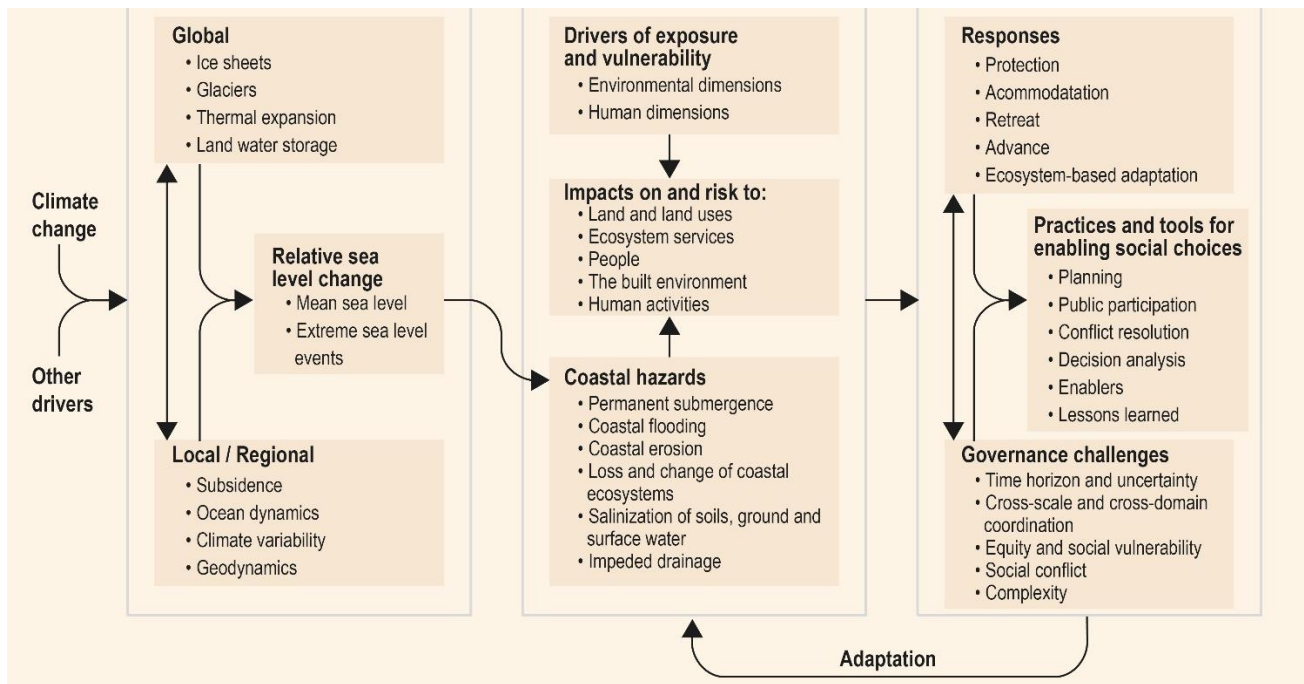 Climate
change
Other
drivers
Global
• Ice sheets
• Glaciers
• Thermal expansion
• Land water storage
Relative sea
level change
• Mean sea level
• Extreme sea level
events
Local / Regional
• Subsidence
• Ocean dynamics
• Climate variability
• Geodynamics
Drivers of exposure
and vulnerability
• Environmental dimensions
• Human dimensions
Impacts on and risk to:
• Land and land uses
• Ecosystem services
• People
• The built environment
• Human activities
Coastal hazards
• Permanent submergence
• Coastal flooding
• Coastal erosion
• Loss and change of coastal
ecosystems
• Salinization of soils, ground and
surface water
• Impeded drainage
Responses
• Protection
• Acommodatation
• Retreat
• Advance
• Ecosystem-based adaptation
Practices and tools for
enabling social choices
• Planning
• Public participation
• Conflict resolution
• Decision analysis
• Enablers
• Lessons learned
Governance challenges
• Time horizon and uncertainty
• Cross-scale and cross-domain
coordination
• Equity and social vulnerability
• Social conflict
• Complexity
Adaptation